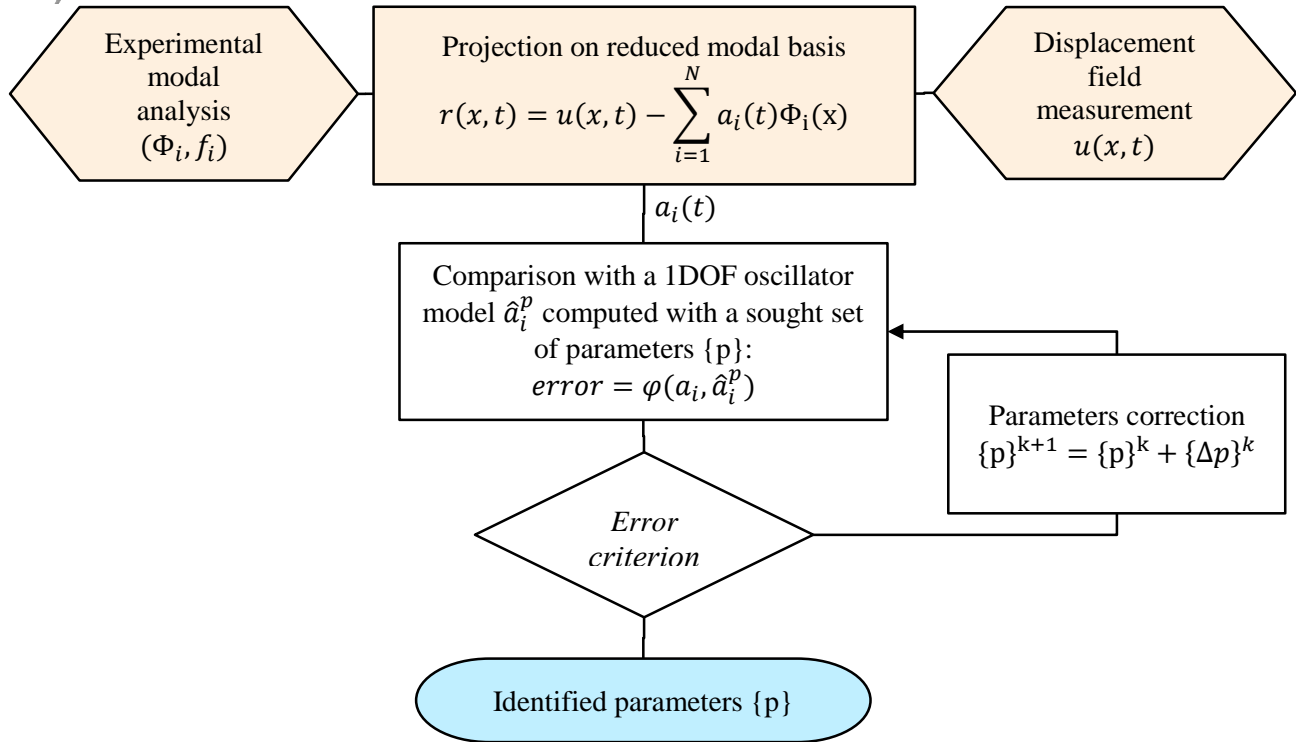 Experimental
modal
analysis
(Φ_i, f_i)
Projection on reduced modal basis
r(x, t) = u(x, t) − ∑_{i=1}^{N} a_i(t)Φ_i(x)
Displacement
field
measurement
u(x, t)
a_i(t)
Comparison with a 1DOF oscillator
model â_i^p computed with a sought set
of parameters {p}:
error = φ(a_i, â_i^p)
Parameters correction
{p}^{k+1} = {p}^k + {Δp}^k
Error
criterion
Identified parameters {p}